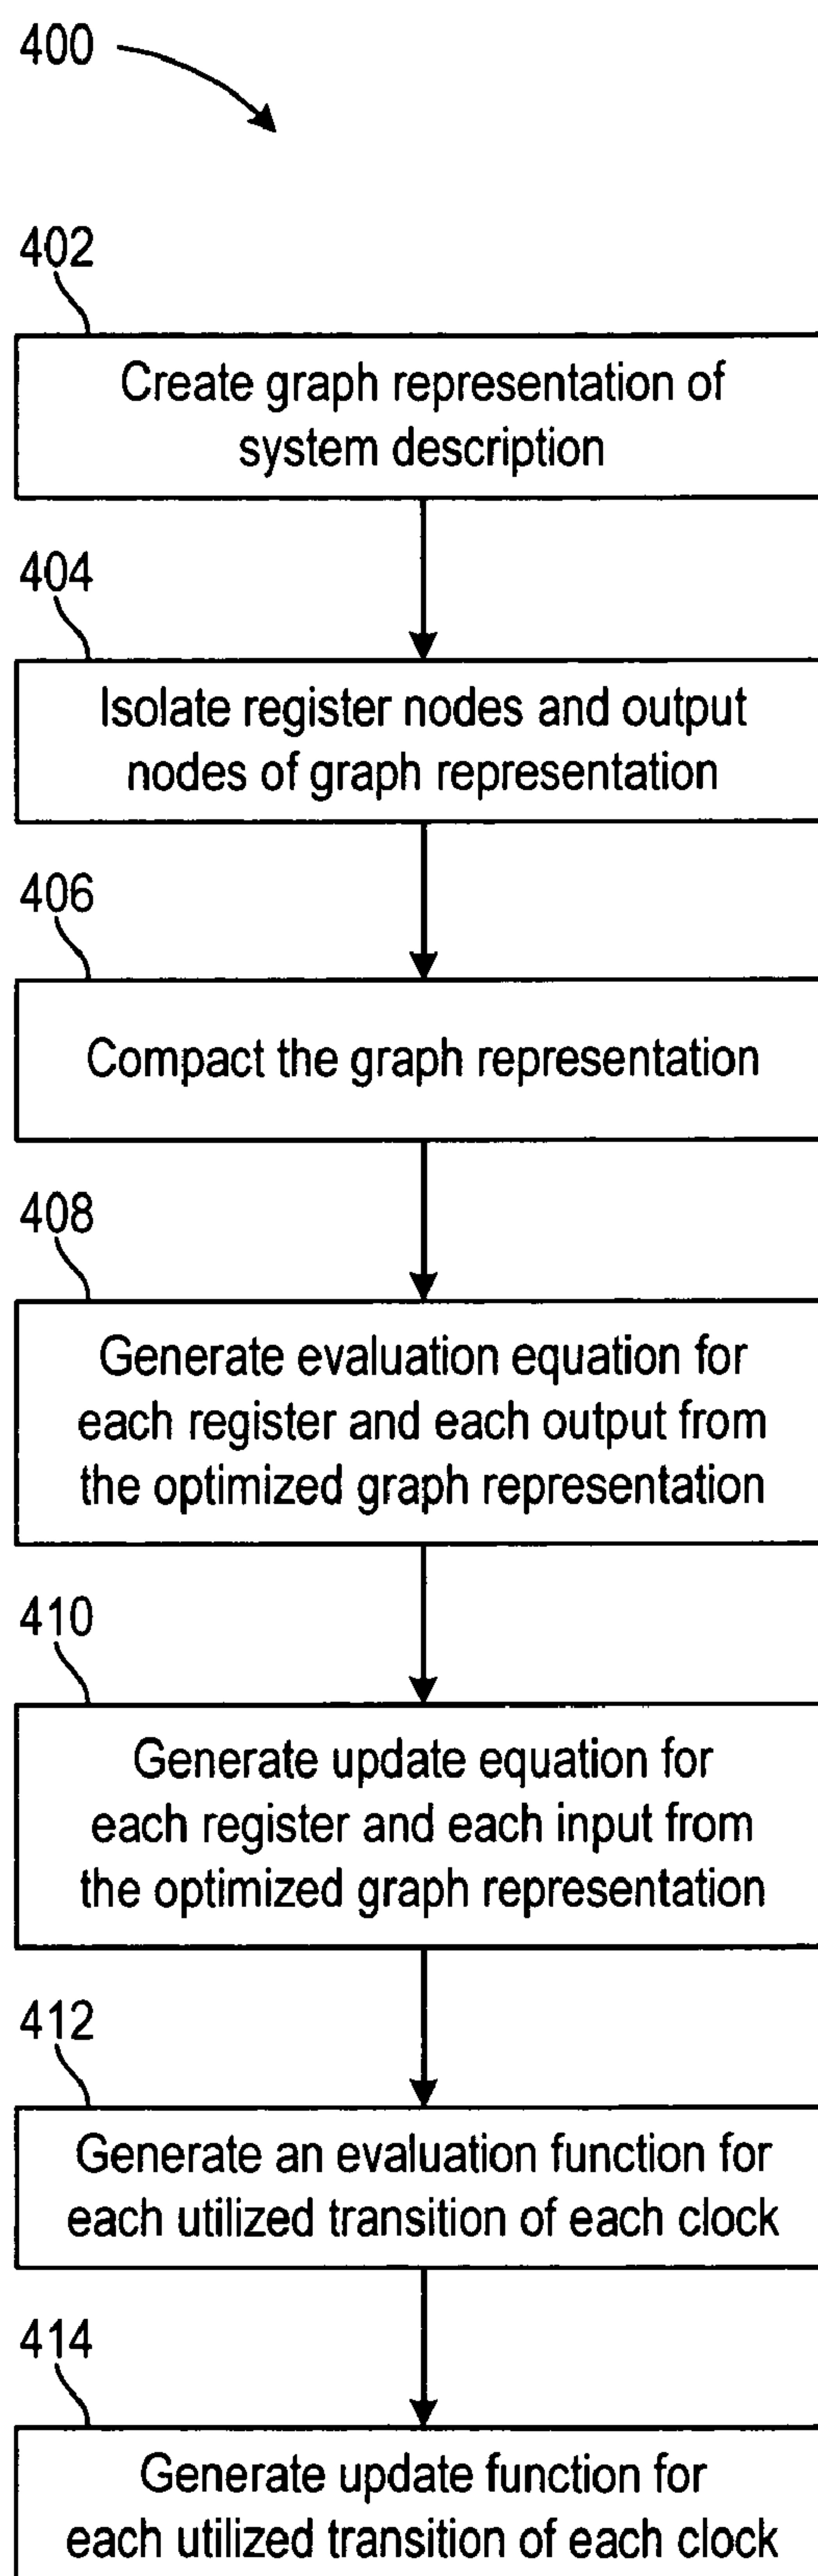 400
402
Create graph representation of
system description
404
Isolate register nodes and output
nodes of graph representation
406
Compact the graph representation
408
Generate evaluation equation for
each register and each output from
the optimized graph representation
410
Generate update equation for
each register and each input from
the optimized graph representation
412
Generate an evaluation function for
each utilized transition of each clock
414
Generate update function for
each utilized transition of each clock